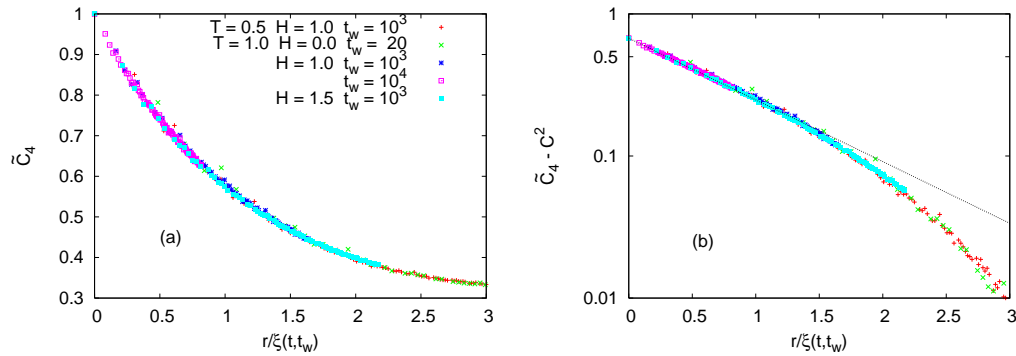 T = 0.5 H = 1.0 t_w = 10^3
T = 1.0 H = 0.0 t_w = 20
H = 1.0 t_w = 10^3
t_w = 10^4
H = 1.5 t_w = 10^3
1
0.9
0.8
0.7
0.6
0.5
0.4
0.3
C̃_4
(a)
0 0.5 1 1.5 2 2.5 3
r/ξ(t,t_w)
1
0.5
0.1
0.01
C̃_4 - C^2
(b)
0 0.5 1 1.5 2 2.5 3
r/ξ(t,t_w)